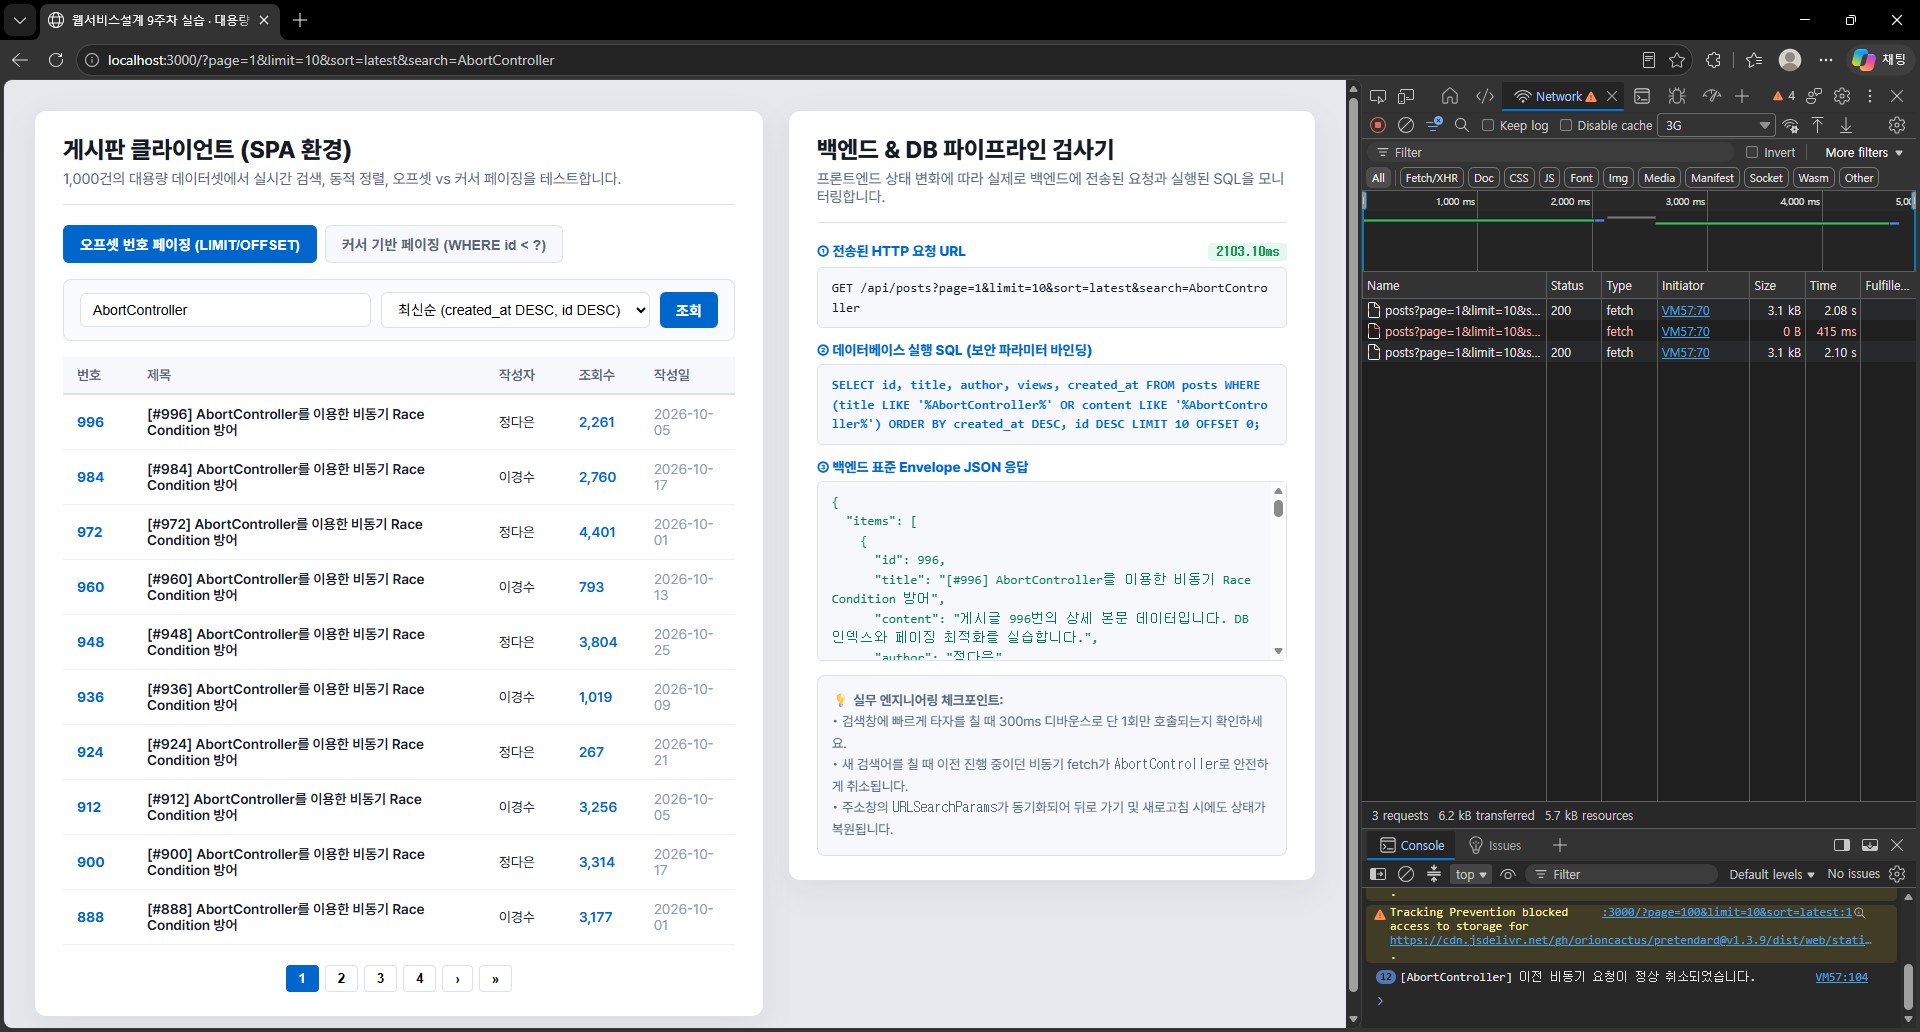 웹서비스설계 9주차 실습 · 대용량
localhost:3000/?page=1&limit=10&sort=latest&search=AbortController
채팅
게시판 클라이언트 (SPA 환경)
1,000건의 대용량 데이터셋에서 실시간 검색, 동적 정렬, 오프셋 vs 커서 페이징을 테스트합니다.
오프셋 번호 페이징 (LIMIT/OFFSET)
커서 기반 페이징 (WHERE id < ?)
AbortController
최신순 (created_at DESC, id DESC)
조회
번호 제목 작성자 조회수 작성일
996 [#996] AbortController를 이용한 비동기 Race Condition 방어 정다은 2,261 2026-10-05
984 [#984] AbortController를 이용한 비동기 Race Condition 방어 이경수 2,760 2026-10-17
972 [#972] AbortController를 이용한 비동기 Race Condition 방어 정다은 4,401 2026-10-01
960 [#960] AbortController를 이용한 비동기 Race Condition 방어 이경수 793 2026-10-13
948 [#948] AbortController를 이용한 비동기 Race Condition 방어 정다은 3,804 2026-10-25
936 [#936] AbortController를 이용한 비동기 Race Condition 방어 이경수 1,019 2026-10-09
924 [#924] AbortController를 이용한 비동기 Race Condition 방어 정다은 267 2026-10-21
912 [#912] AbortController를 이용한 비동기 Race Condition 방어 이경수 3,256 2026-10-05
900 [#900] AbortController를 이용한 비동기 Race Condition 방어 정다은 3,314 2026-10-17
888 [#888] AbortController를 이용한 비동기 Race Condition 방어 이경수 3,177 2026-10-01
1 2 3 4 › »
백엔드 & DB 파이프라인 검사기
프론트엔드 상태 변화에 따라 실제로 백엔드에 전송된 요청과 실행된 SQL을 모니
터링합니다.
① 전송된 HTTP 요청 URL
2103.10ms
GET /api/posts?page=1&limit=10&sort=latest&search=AbortContro
ller
② 데이터베이스 실행 SQL (보안 파라미터 바인딩)
SELECT id, title, author, views, created_at FROM posts WHERE
(title LIKE '%AbortController%' OR content LIKE '%AbortContro
ller%') ORDER BY created_at DESC, id DESC LIMIT 10 OFFSET 0;
③ 백엔드 표준 Envelope JSON 응답
{
"items": [
{
"id": 996,
"title": "[#996] AbortController를 이용한 비동기 Race
Condition 방어",
"content": "게시글 996번의 상세 본문 데이터입니다. DB
인덱스와 페이징 최적화를 실습합니다.",
"author": "정다은"
💡 실무 엔지니어링 체크포인트:
• 검색창에 빠르게 타자를 칠 때 300ms 디바운스로 단 1회만 호출되는지 확인하세
요.
• 새 검색어를 칠 때 이전 진행 중이던 비동기 fetch가 AbortController로 안전하
게 취소됩니다.
• 주소창의 URLSearchParams가 동기화되어 뒤로 가기 및 새로고침 시에도 상태가
복원됩니다.
Network
4
Keep log
Disable cache
3G
Filter
Invert
More filters
All Fetch/XHR Doc CSS JS Font Img Media Manifest Socket Wasm Other
1,000 ms 2,000 ms 3,000 ms 4,000 ms 5,00
Name Status Type Initiator Size Time Fulfille...
posts?page=1&limit=10&s... 200 fetch VM57:70 3.1 kB 2.08 s
posts?page=1&limit=10&s... fetch VM57:70 0 B 415 ms
posts?page=1&limit=10&s... 200 fetch VM57:70 3.1 kB 2.10 s
3 requests 6.2 kB transferred 5.7 kB resources
Console
Issues
top
Filter
Default levels
No issues
Tracking Prevention blocked :3000/?page=100&limit=10&sort=latest:1
access to storage for
https://cdn.jsdelivr.net/gh/orioncactus/pretendard@v1.3.9/dist/web/stati…
.
12 [AbortController] 이전 비동기 요청이 정상 취소되었습니다. VM57:104